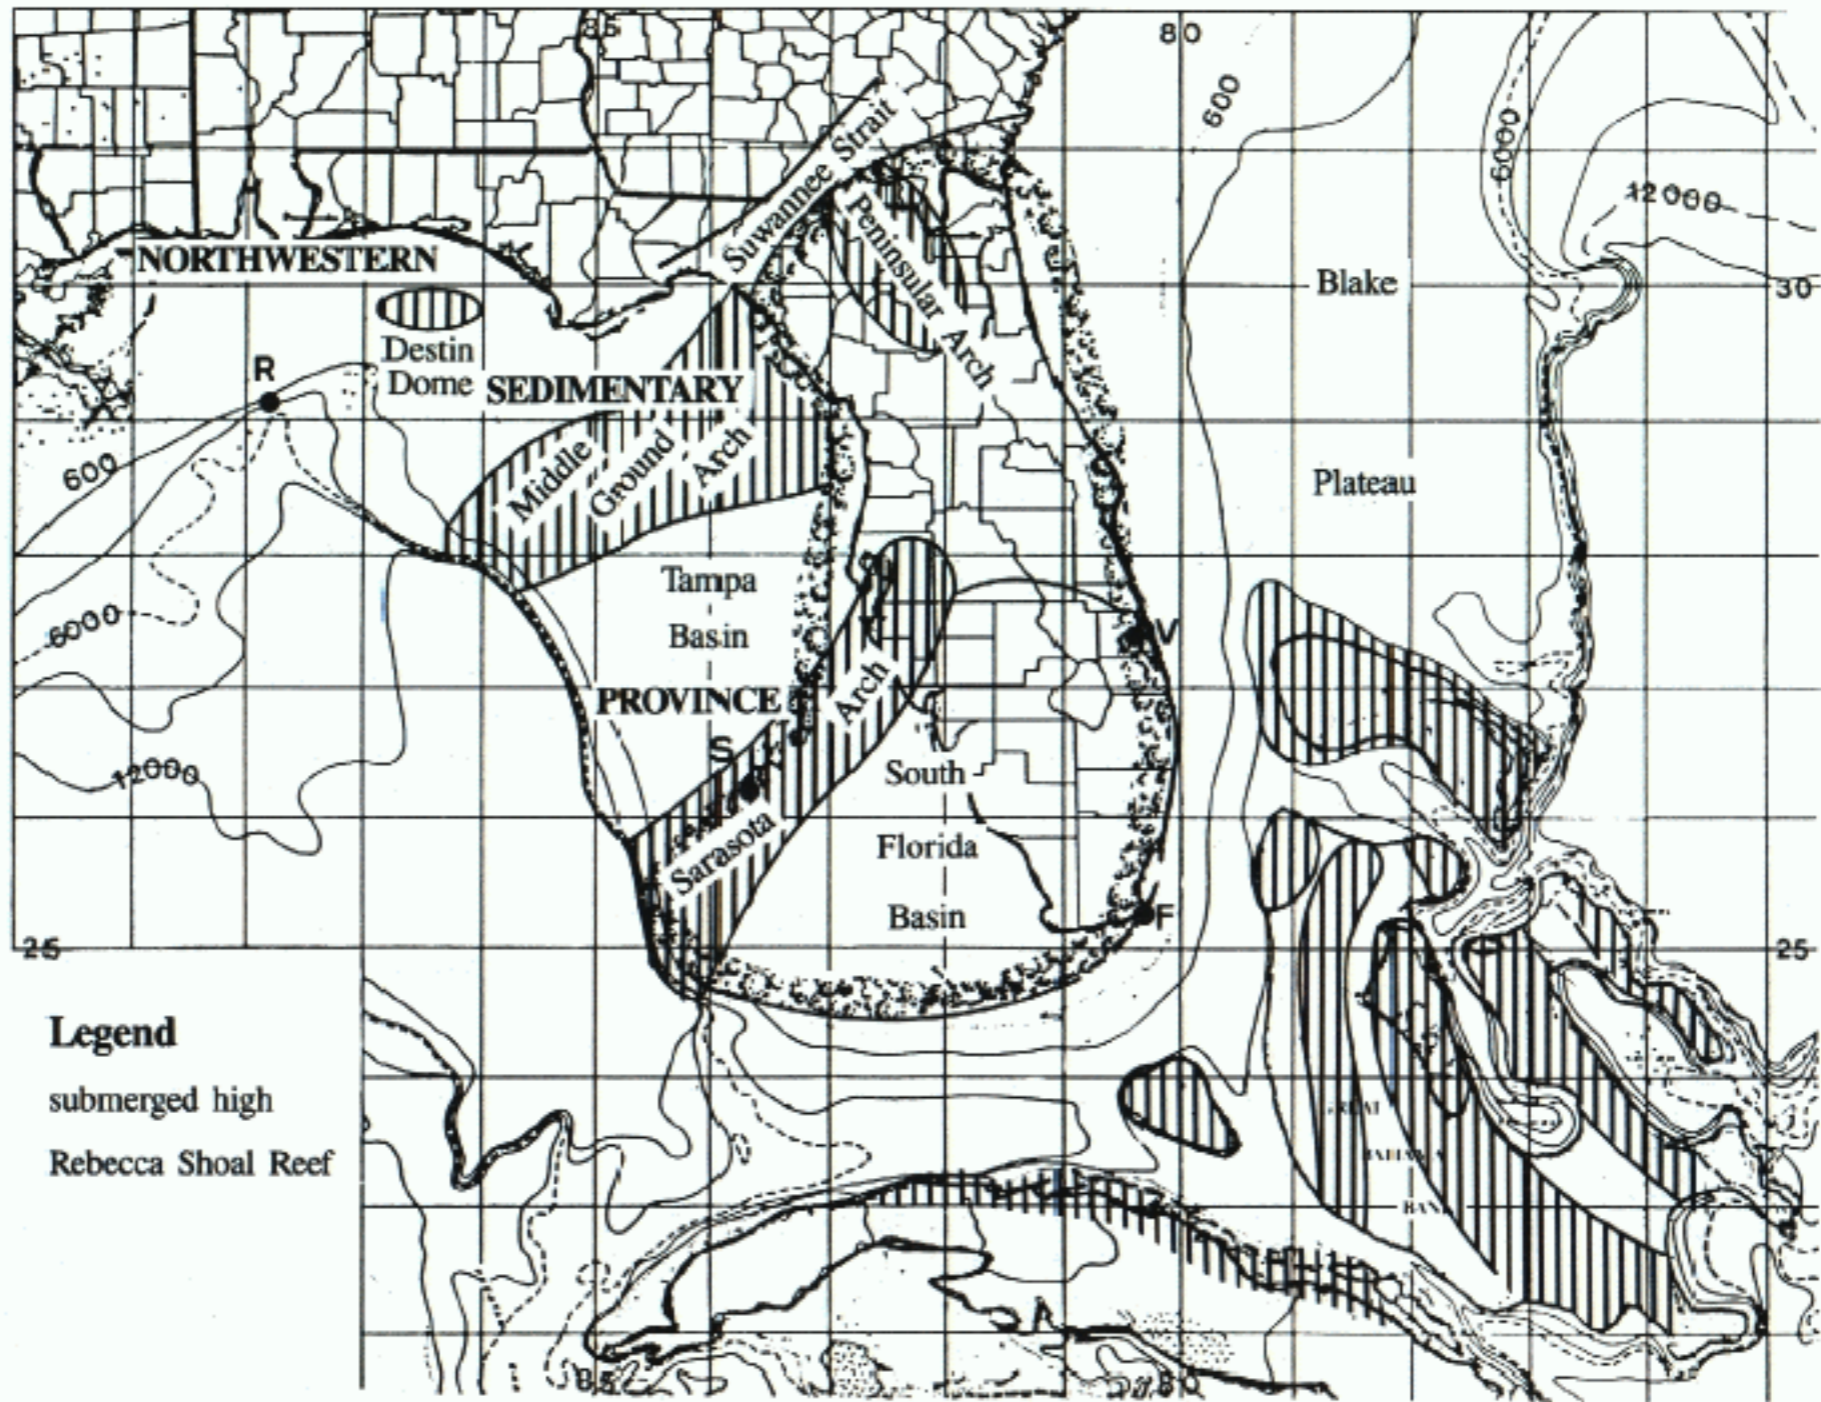 85
80
600
6000
12000
Suwannee Strait
Peninsular Arch
NORTHWESTERN
Blake
30
Destin
Dome
R
SEDIMENTARY
Middle
Ground
Arch
600
Plateau
Tampa
Basin
6000
V
PROVINCE
Arch
S
12000
South
Sarasota
Florida
Basin
F
25
25
Legend
submerged high
Rebecca Shoal Reef
85
80